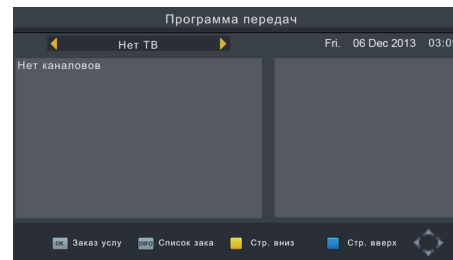 Программа передач
Нет ТВ Fri. 06 Dec 2013 03:0
Нет каналовов
OK Заказ услу INFO Список зака Стр. вниз Стр. вверх